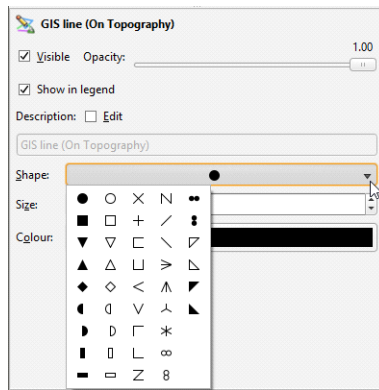 GIS line (On Topography)
Visible Opacity: 1.00
Show in legend
Description: Edit
GIS line (On Topography)
Shape:
Size:
Colour: